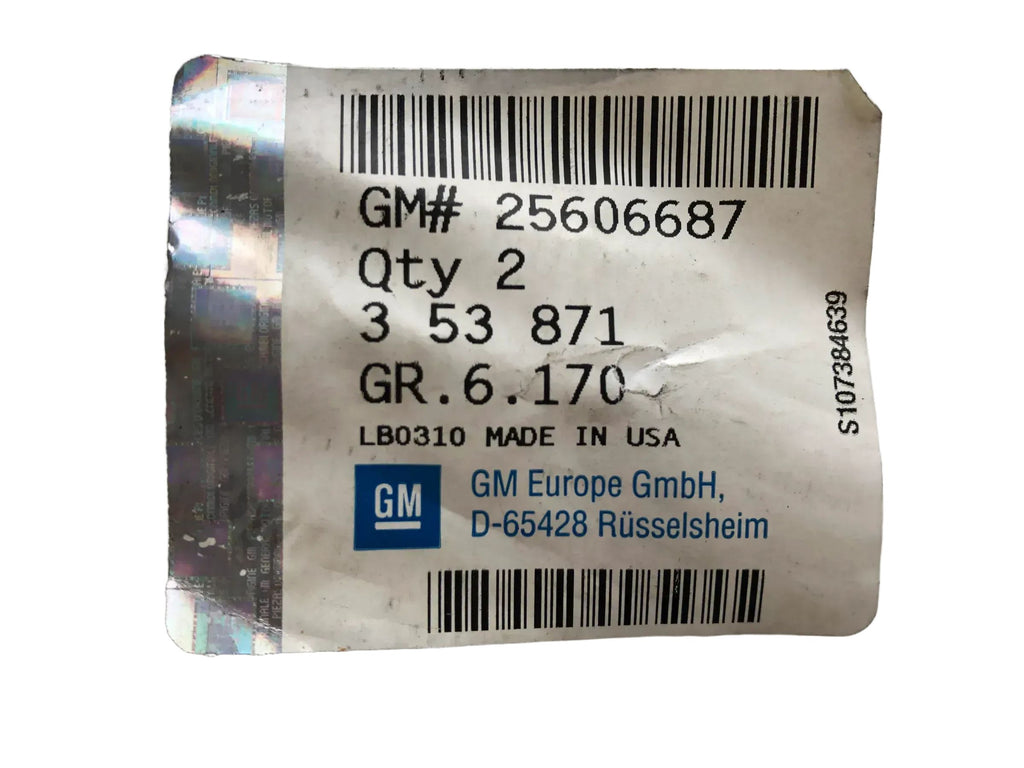 GM# 25606687
Qty 2
3 53 871
GR.6.170
LB0310 MADE IN USA
GM
GM Europe GmbH,
D-65428 Rüsselsheim
S107384639